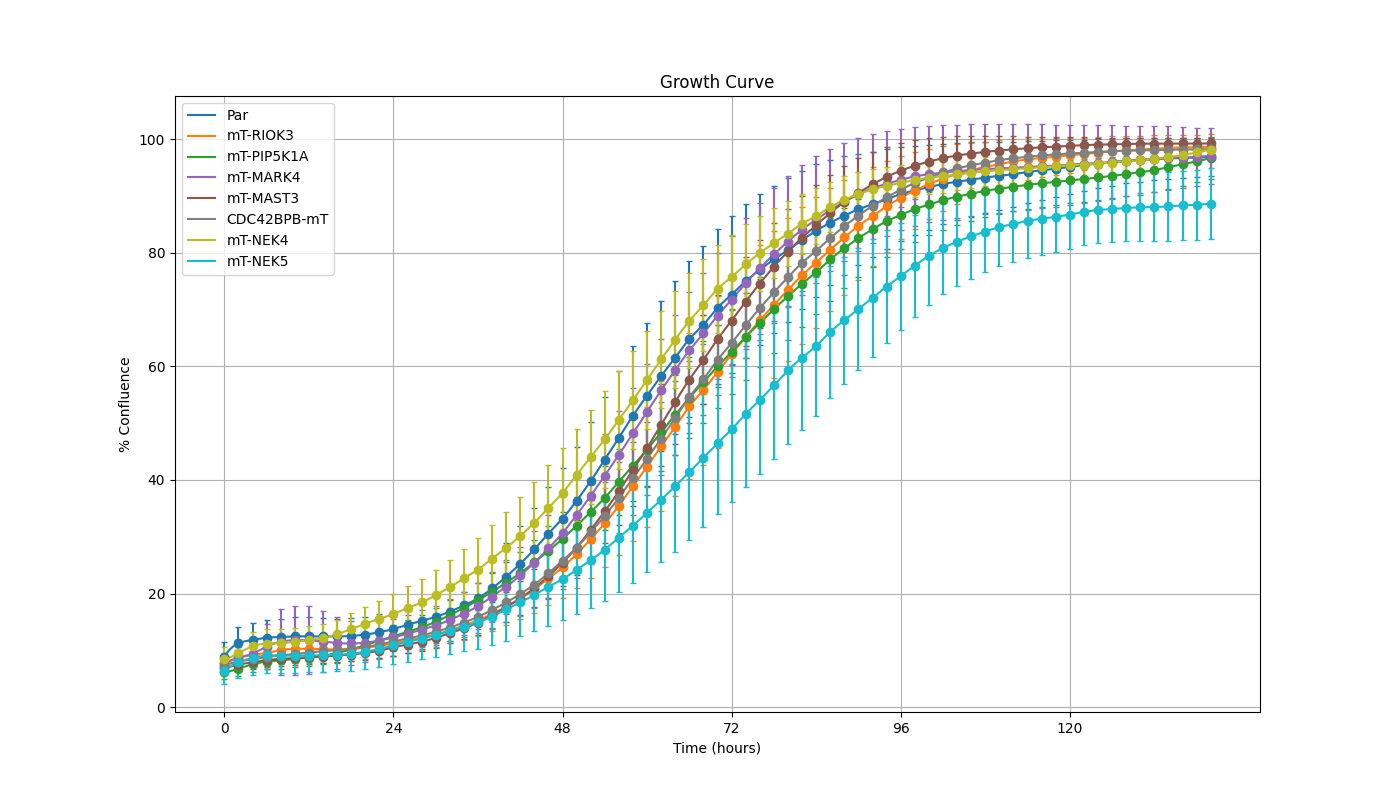 Growth Curve
Par
mT-RIOK3
mT-PIP5K1A
mT-MARK4
mT-MAST3
CDC42BPB-mT
mT-NEK4
mT-NEK5
100
80
60
40
20
0
% Confluence
0 24 48 72 96 120
Time (hours)